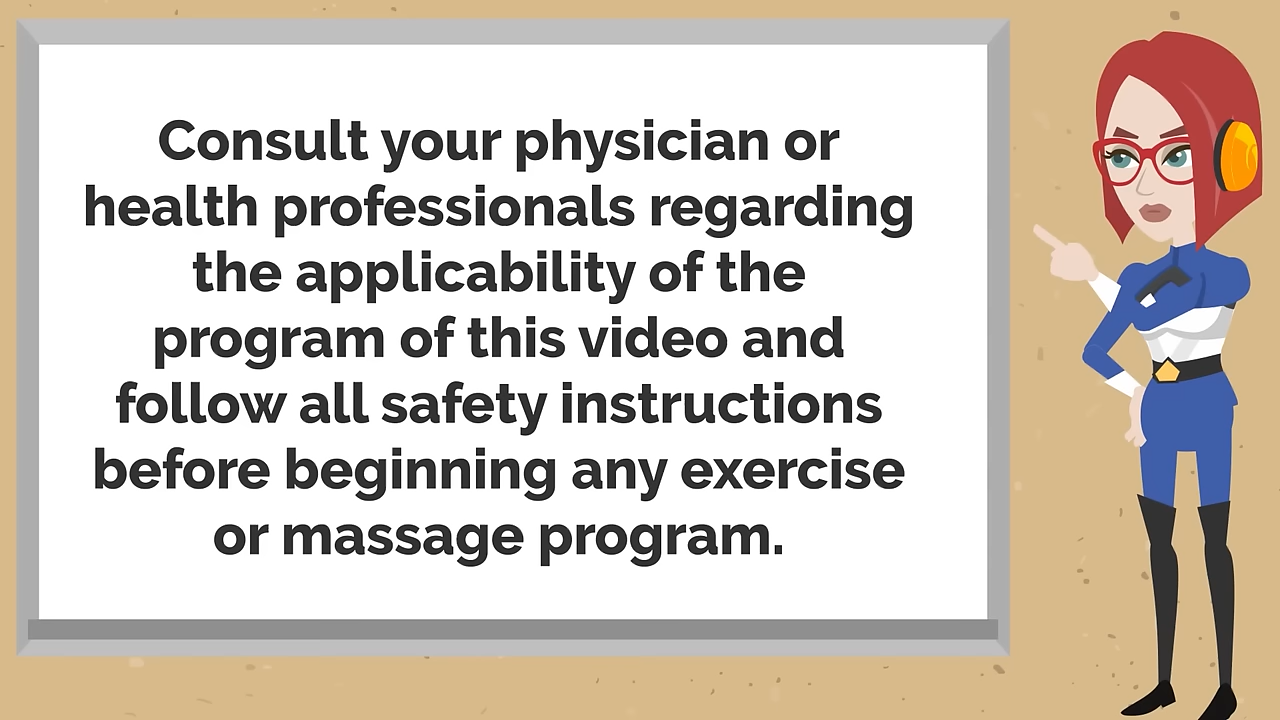 Consult your physician or
health professionals regarding
the applicability of the
program of this video and
follow all safety instructions
before beginning any exercise
or massage program.